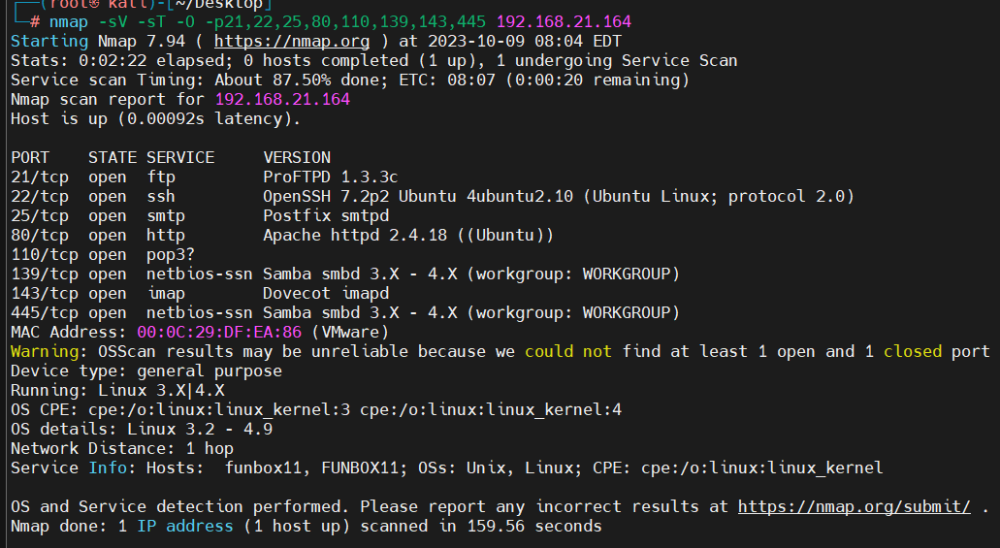 ┌──(root㉿ kali)-[~/Desktop]
└─# nmap -sV -sT -O -p21,22,25,80,110,139,143,445 192.168.21.164
Starting Nmap 7.94 ( https://nmap.org ) at 2023-10-09 08:04 EDT
Stats: 0:02:22 elapsed; 0 hosts completed (1 up), 1 undergoing Service Scan
Service scan Timing: About 87.50% done; ETC: 08:07 (0:00:20 remaining)
Nmap scan report for 192.168.21.164
Host is up (0.00092s latency).

PORT    STATE SERVICE     VERSION
21/tcp  open  ftp         ProFTPD 1.3.3c
22/tcp  open  ssh         OpenSSH 7.2p2 Ubuntu 4ubuntu2.10 (Ubuntu Linux; protocol 2.0)
25/tcp  open  smtp        Postfix smtpd
80/tcp  open  http        Apache httpd 2.4.18 ((Ubuntu))
110/tcp open  pop3?
139/tcp open  netbios-ssn Samba smbd 3.X - 4.X (workgroup: WORKGROUP)
143/tcp open  imap        Dovecot imapd
445/tcp open  netbios-ssn Samba smbd 3.X - 4.X (workgroup: WORKGROUP)
MAC Address: 00:0C:29:DF:EA:86 (VMware)
Warning: OSScan results may be unreliable because we could not find at least 1 open and 1 closed port
Device type: general purpose
Running: Linux 3.X|4.X
OS CPE: cpe:/o:linux:linux_kernel:3 cpe:/o:linux:linux_kernel:4
OS details: Linux 3.2 - 4.9
Network Distance: 1 hop
Service Info: Hosts:  funbox11, FUNBOX11; OSs: Unix, Linux; CPE: cpe:/o:linux:linux_kernel

OS and Service detection performed. Please report any incorrect results at https://nmap.org/submit/ .
Nmap done: 1 IP address (1 host up) scanned in 159.56 seconds